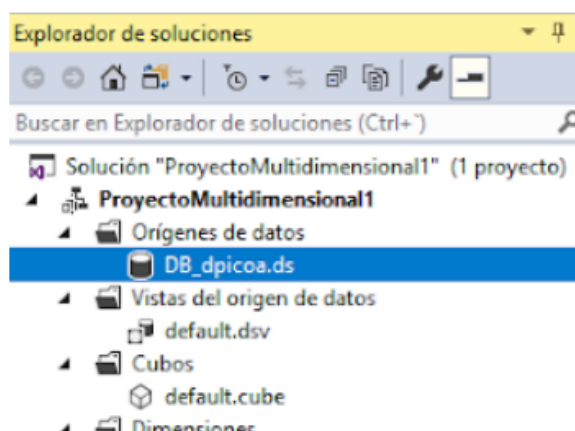 Explorador de soluciones
Buscar en Explorador de soluciones (Ctrl+`)
Solución "ProyectoMultidimensional1" (1 proyecto)
ProyectoMultidimensional1
Orígenes de datos
DB_dpicoa.ds
Vistas del origen de datos
default.dsv
Cubos
default.cube
Dimensiones